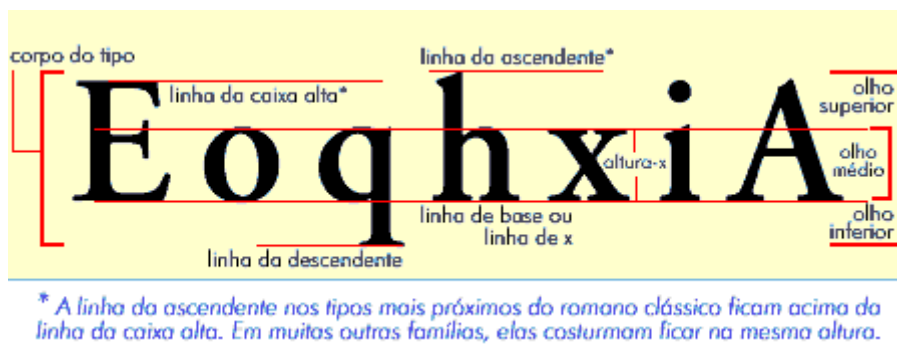 corpo do tipo
linha da ascendente*
linha da caixa alta*
olho
superior
EoqhxiA
altura-x
olho
médio
linha de base ou
linha de x
olho
inferior
linha da descendente
* A linha da ascendente nos tipos mais próximos do romano clássico ficam acima da
linha da caixa alta. Em muitas outras famílias, elas costurmam ficar na mesma altura.